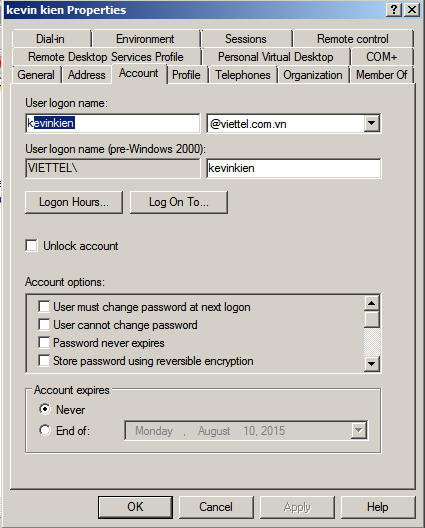 kevin kien Properties
Dial-in Environment Sessions Remote control
Remote Desktop Services Profile Personal Virtual Desktop COM+
General Address Account Profile Telephones Organization Member Of
User logon name:
kevinkien @viettel.com.vn
User logon name (pre-Windows 2000):
VIETTEL\ kevinkien
Logon Hours... Log On To...
Unlock account
Account options:
User must change password at next logon
User cannot change password
Password never expires
Store password using reversible encryption
Account expires
Never
End of: Monday , August 10, 2015
OK Cancel Apply Help